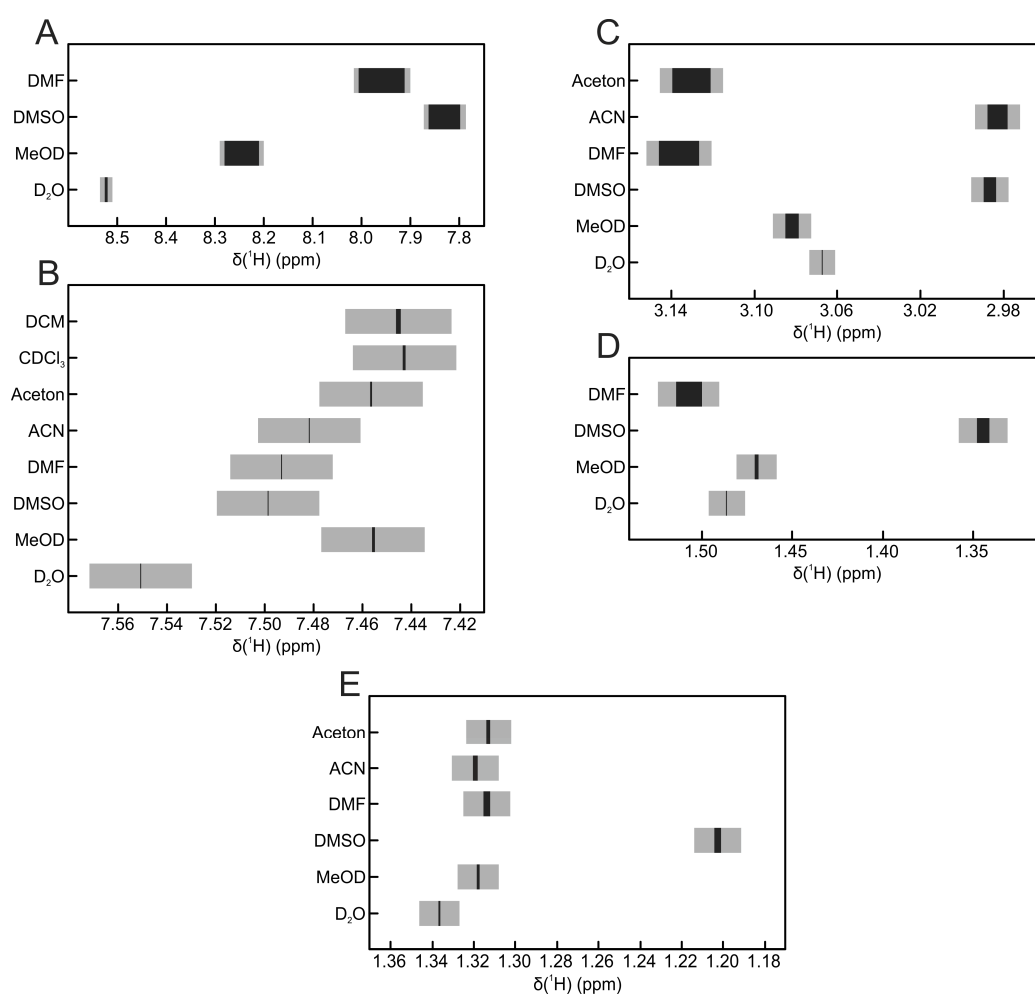 A
DMF
DMSO
MeOD
D₂O
8.5 8.4 8.3 8.2 8.1 8.0 7.9 7.8
δ(¹H) (ppm)
B
DCM
CDCl₃
Aceton
ACN
DMF
DMSO
MeOD
D₂O
7.56 7.54 7.52 7.50 7.48 7.46 7.44 7.42
δ(¹H) (ppm)
C
Aceton
ACN
DMF
DMSO
MeOD
D₂O
3.14 3.10 3.06 3.02 2.98
δ(¹H) (ppm)
D
DMF
DMSO
MeOD
D₂O
1.50 1.45 1.40 1.35
δ(¹H) (ppm)
E
Aceton
ACN
DMF
DMSO
MeOD
D₂O
1.36 1.34 1.32 1.30 1.28 1.26 1.24 1.22 1.20 1.18
δ(¹H) (ppm)